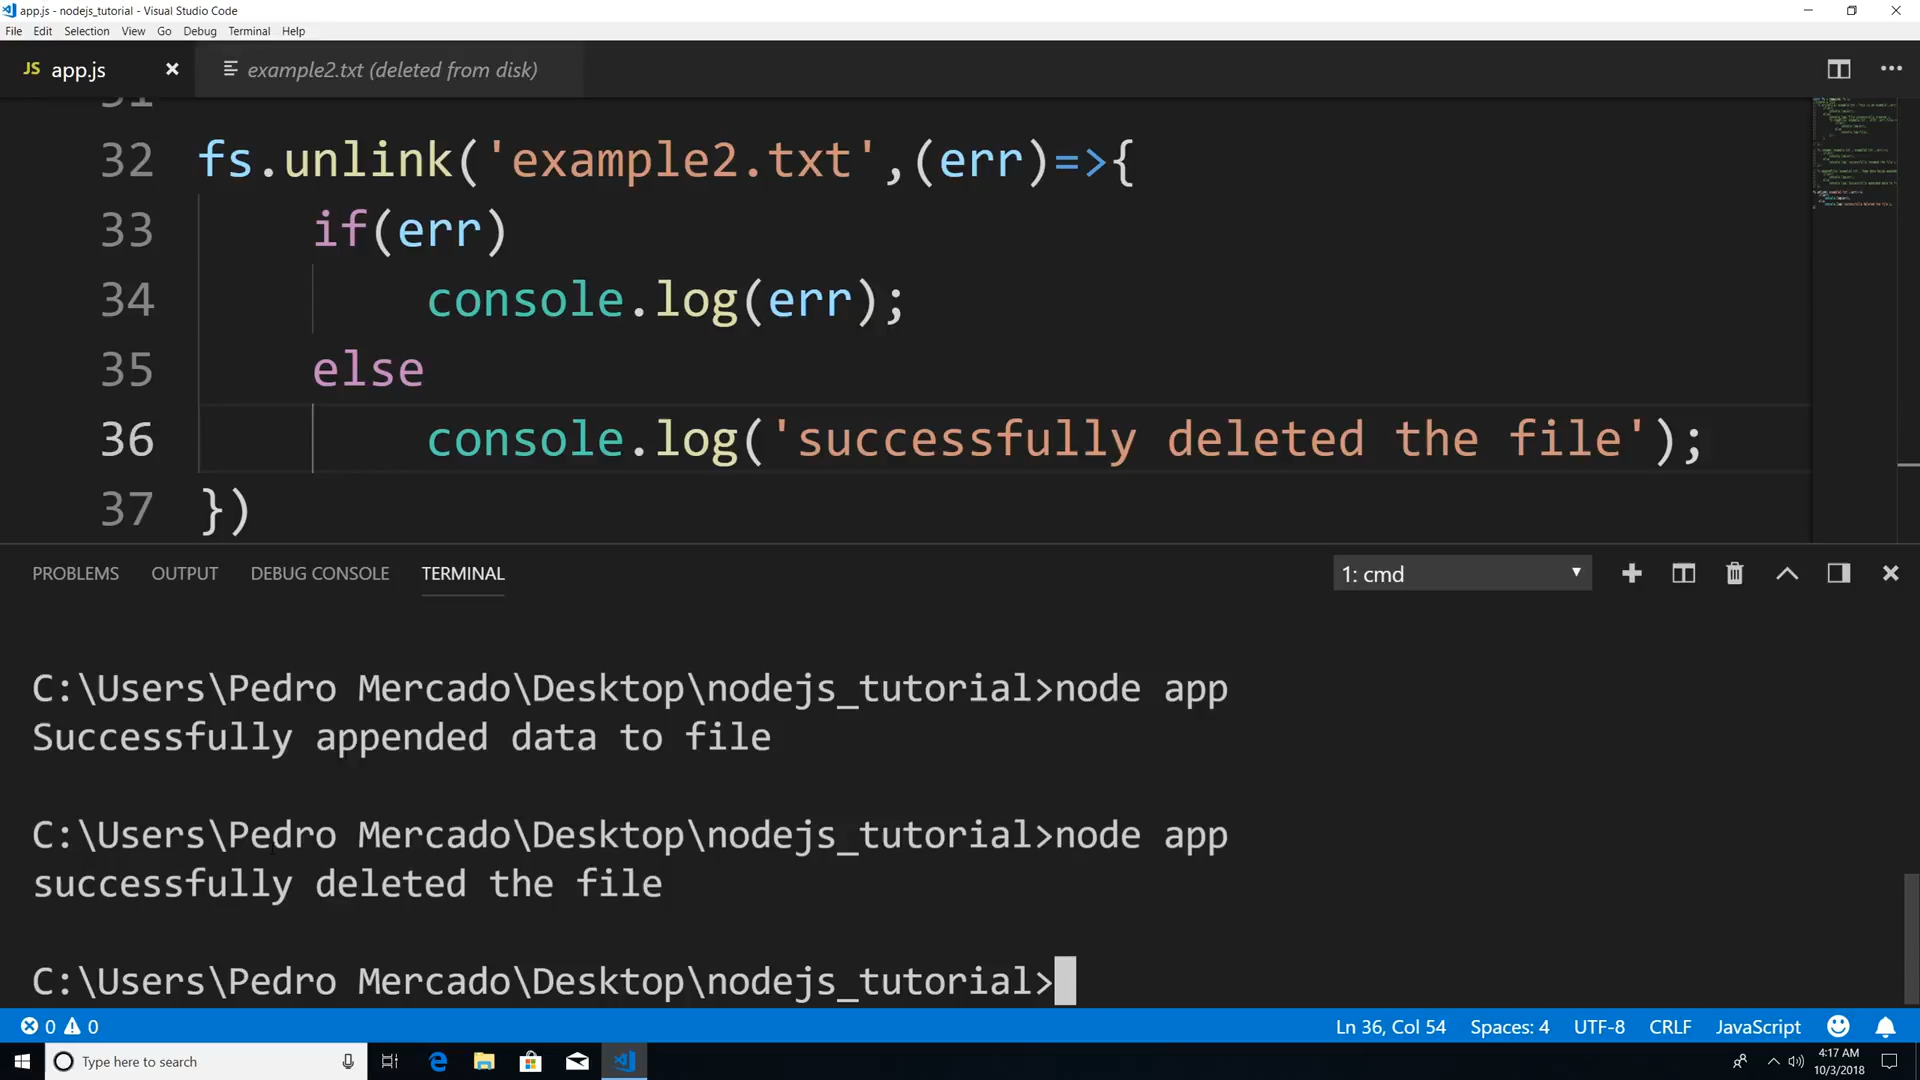 app.js - nodejs_tutorial - Visual Studio Code
File Edit Selection View Go Debug Terminal Help
JS app.js
example2.txt (deleted from disk)
31
32 fs.unlink('example2.txt',(err)=>{
33 if(err)
34 console.log(err);
35 else
36 console.log('successfully deleted the file');
37 })
PROBLEMS OUTPUT DEBUG CONSOLE TERMINAL
1: cmd
C:\Users\Pedro Mercado\Desktop\nodejs_tutorial>node app
Successfully appended data to file
C:\Users\Pedro Mercado\Desktop\nodejs_tutorial>node app
successfully deleted the file
C:\Users\Pedro Mercado\Desktop\nodejs_tutorial>
0 0
Ln 36, Col 54 Spaces: 4 UTF-8 CRLF JavaScript
Type here to search
4:17 AM
10/3/2018